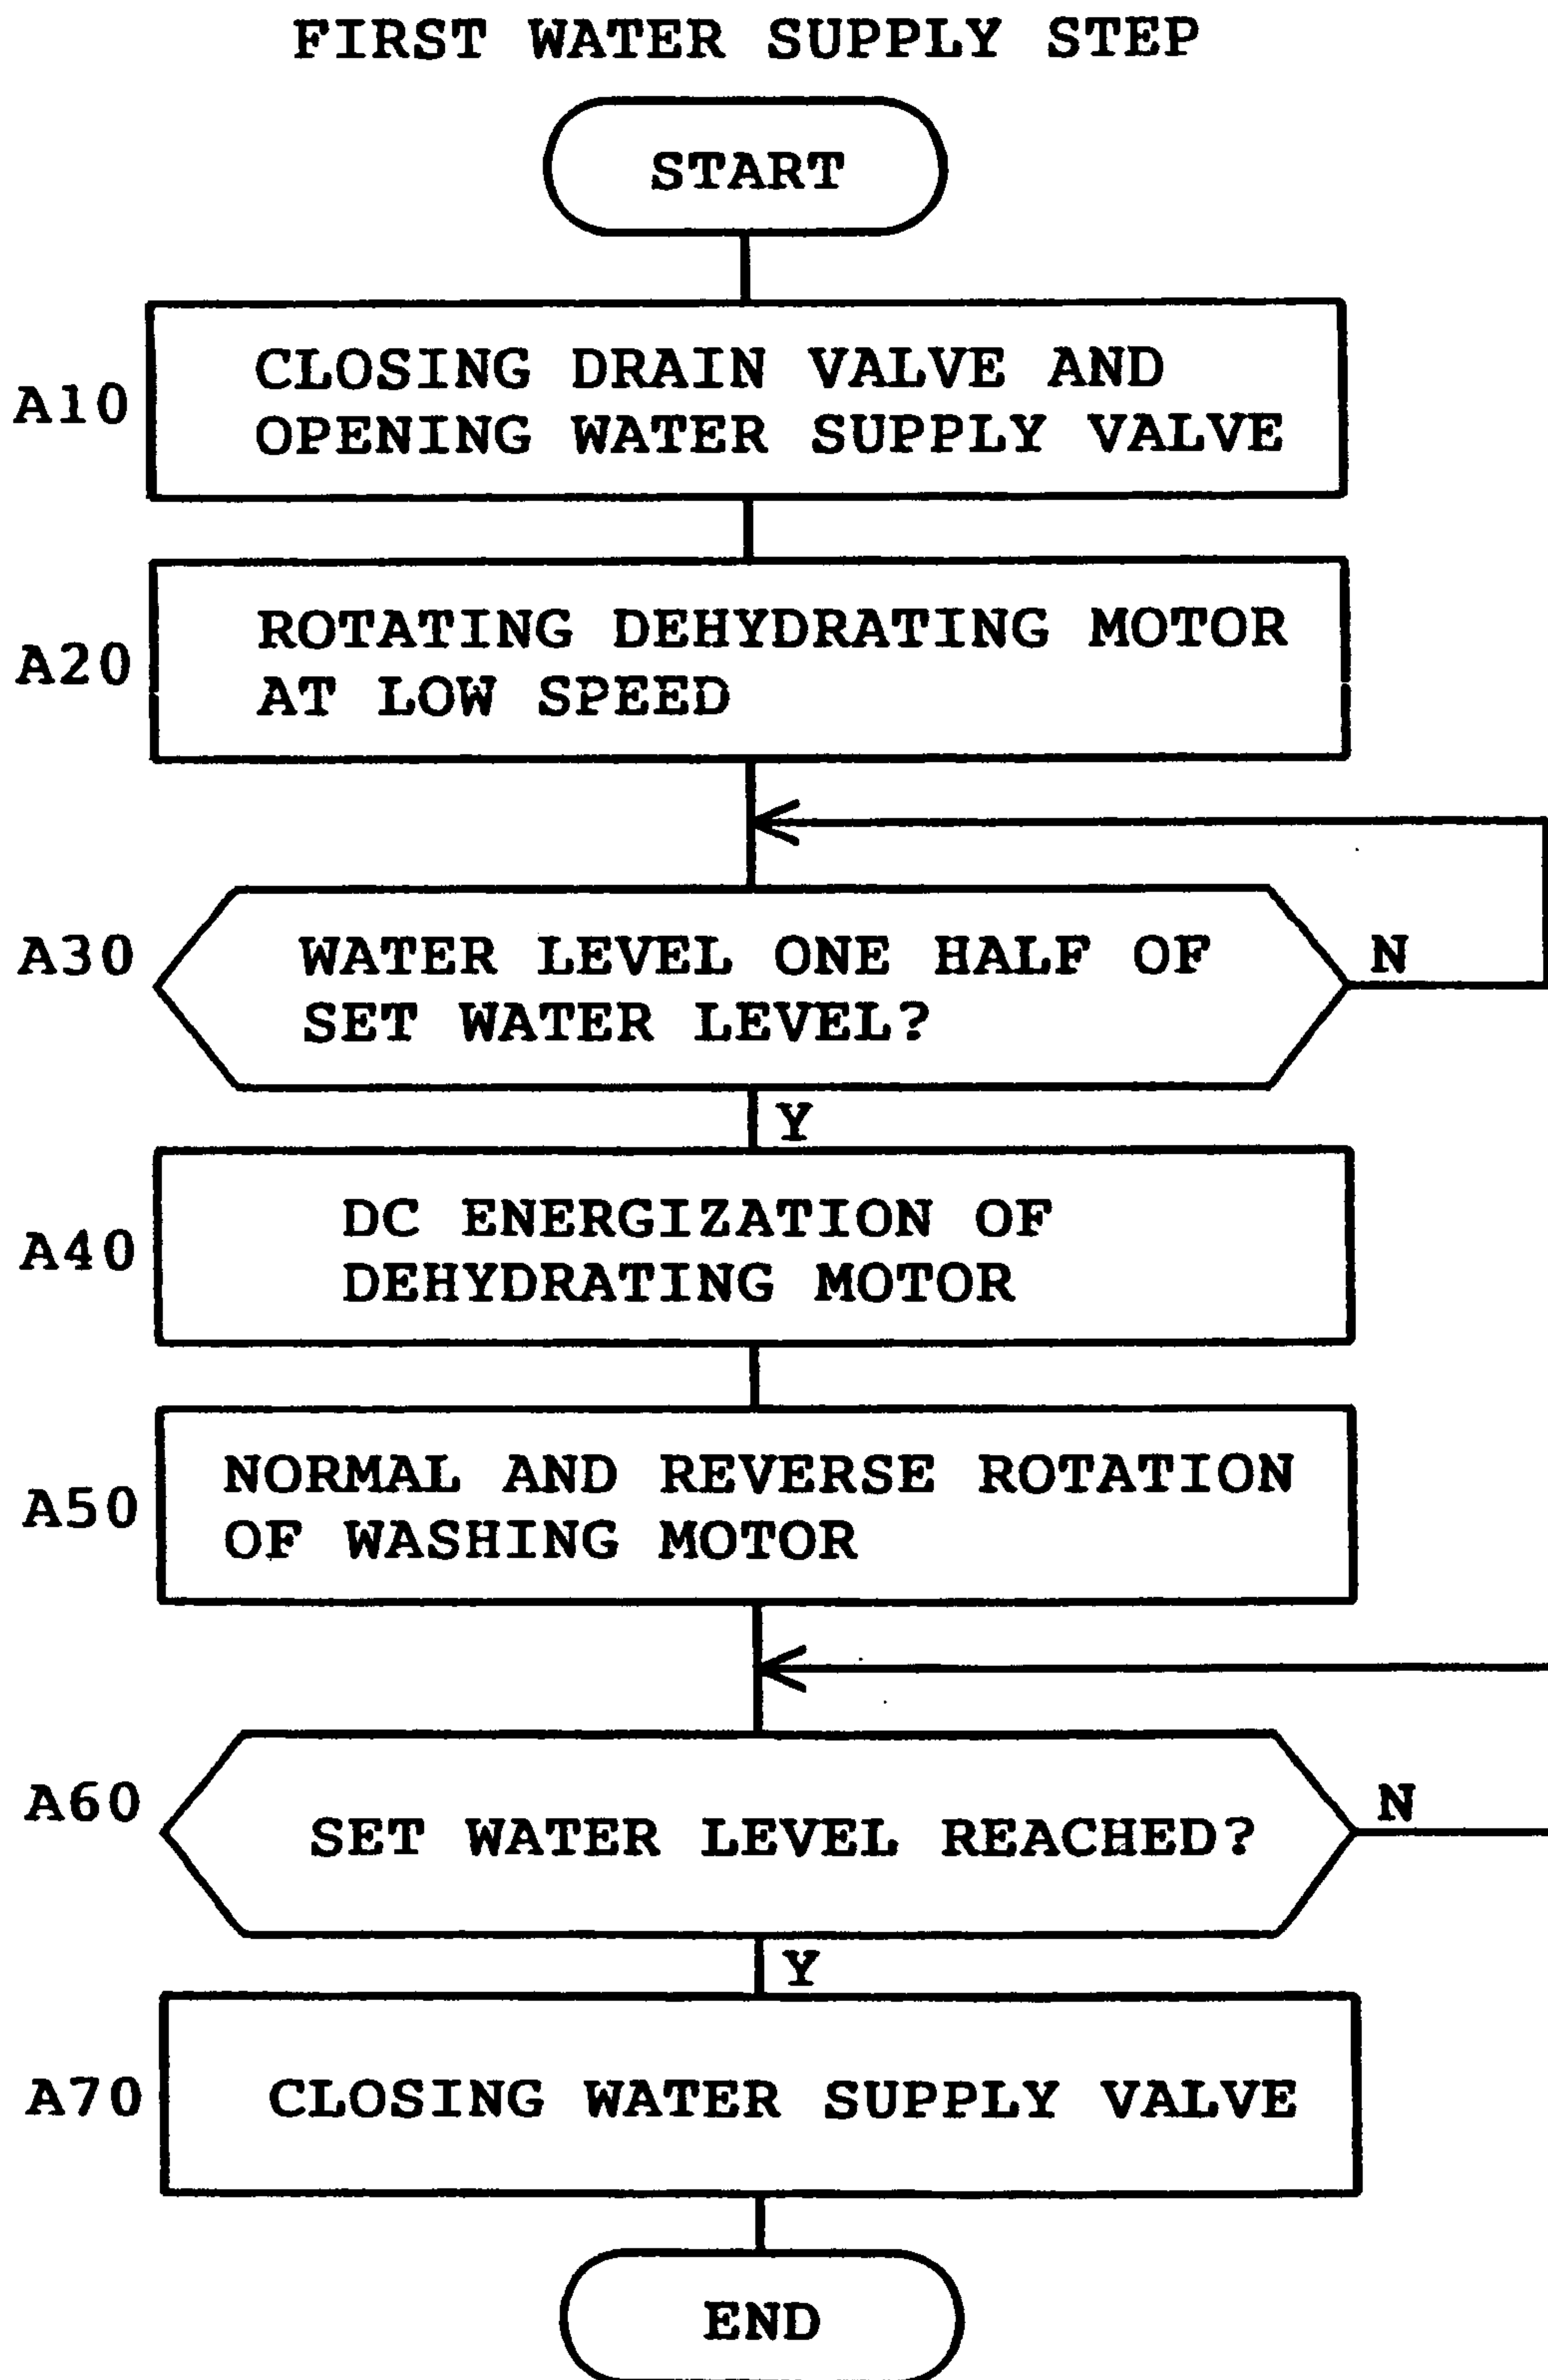 FIRST WATER SUPPLY STEP
START
A10
CLOSING DRAIN VALVE AND
OPENING WATER SUPPLY VALVE
A20
ROTATING DEHYDRATING MOTOR
AT LOW SPEED
A30
WATER LEVEL ONE HALF OF
SET WATER LEVEL?
N
Y
A40
DC ENERGIZATION OF
DEHYDRATING MOTOR
A50
NORMAL AND REVERSE ROTATION
OF WASHING MOTOR
A60
SET WATER LEVEL REACHED?
N
Y
A70
CLOSING WATER SUPPLY VALVE
END